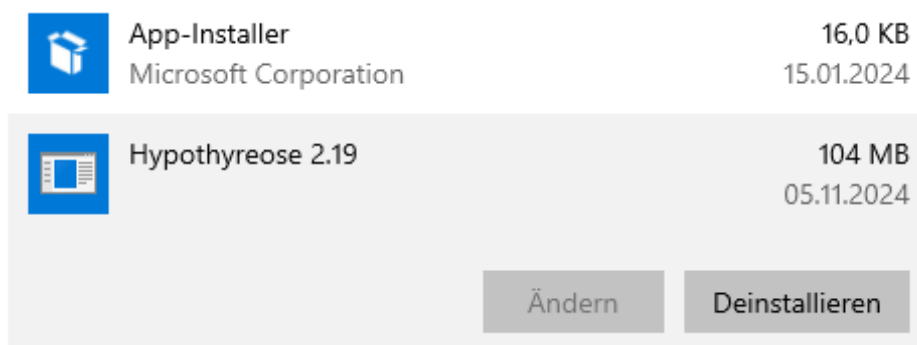 App-Installer 16,0 KB
Microsoft Corporation 15.01.2024
Hypothyreose 2.19 104 MB
05.11.2024
Ändern Deinstallieren